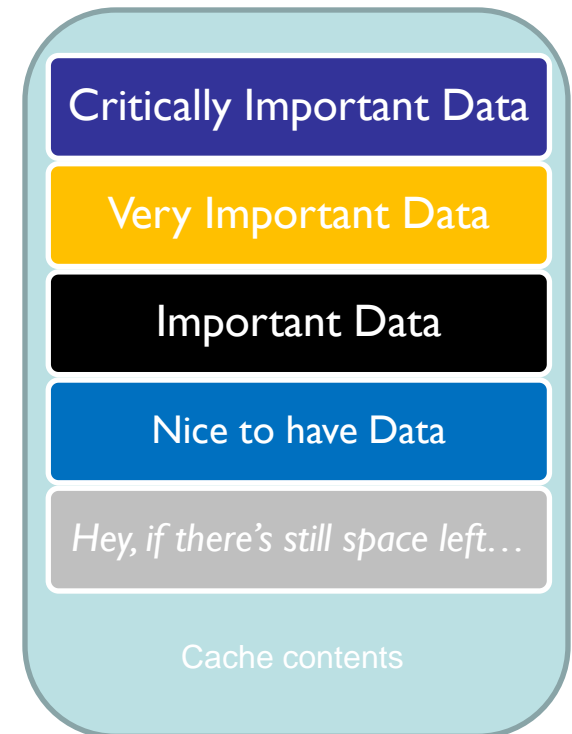 Critically Important Data
Very Important Data
Important Data
Nice to have Data
Hey, if there’s still space left…
Cache contents